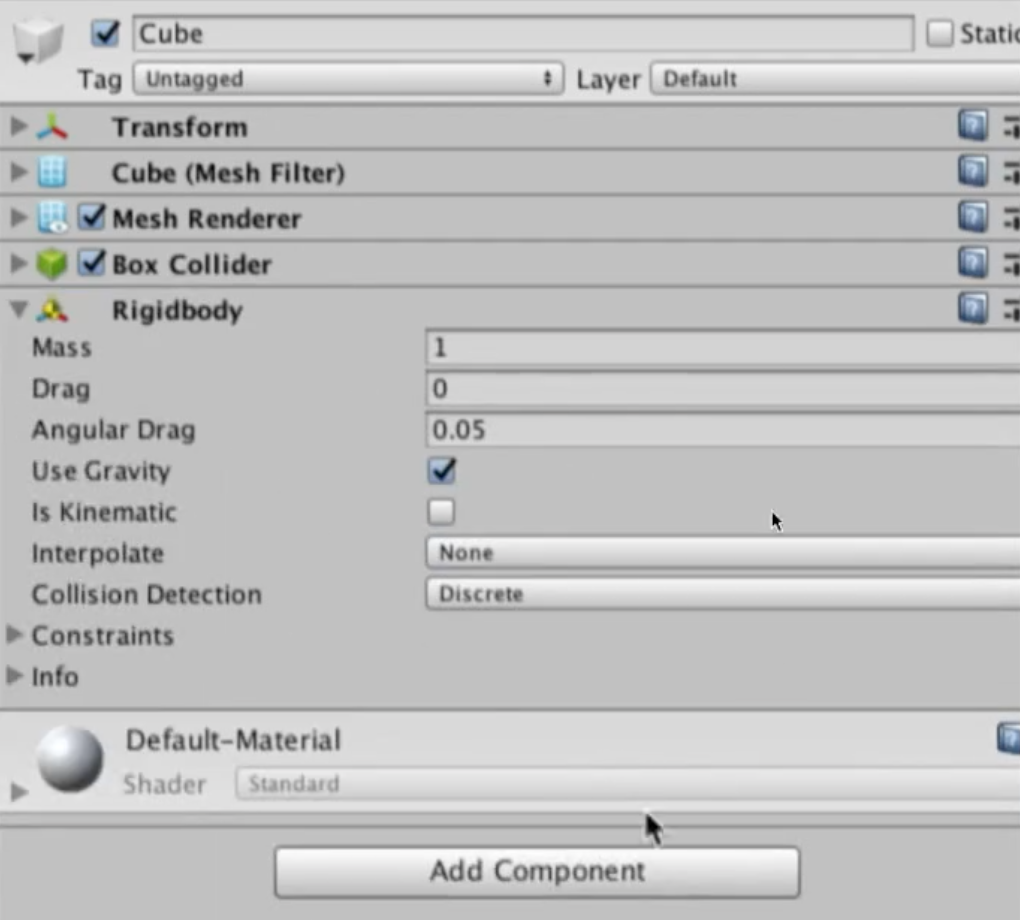 Cube Static
Tag Untagged Layer Default
Transform
Cube (Mesh Filter)
Mesh Renderer
Box Collider
Rigidbody
Mass 1
Drag 0
Angular Drag 0.05
Use Gravity
Is Kinematic
Interpolate None
Collision Detection Discrete
Constraints
Info
Default-Material
Shader Standard
Add Component